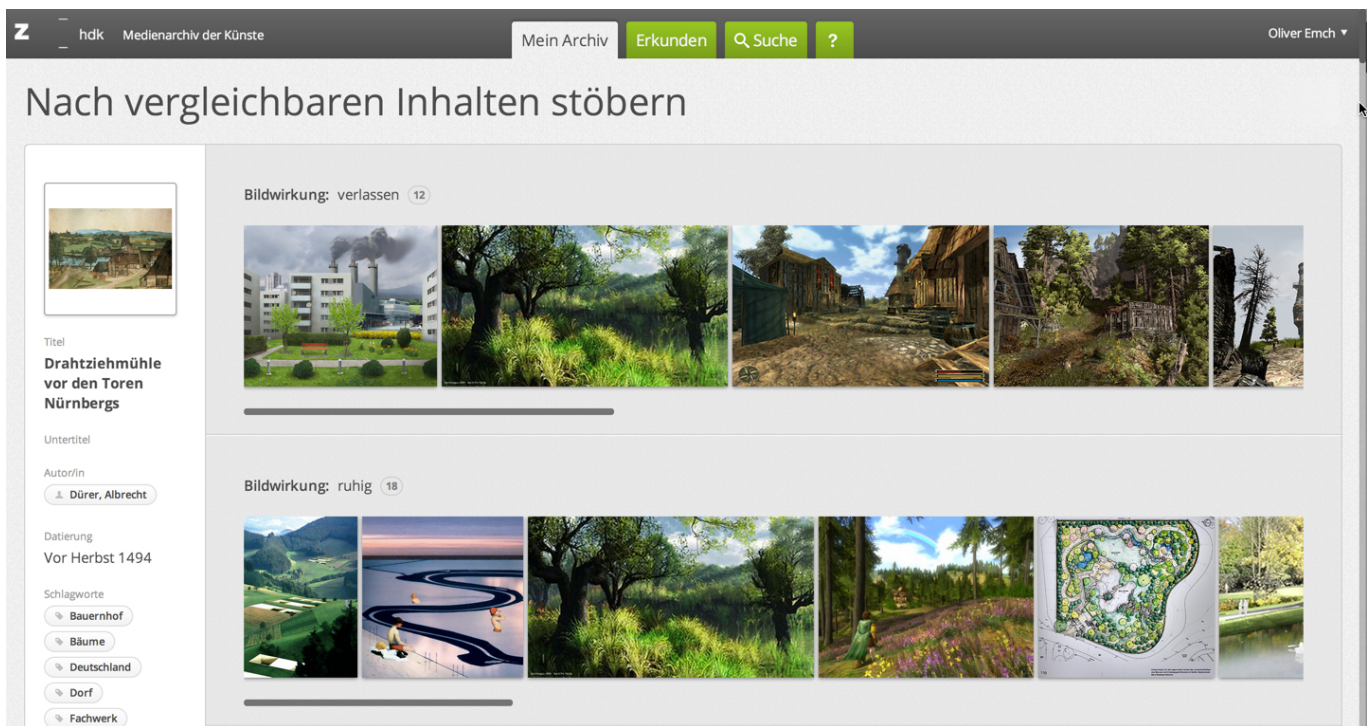 Z hdk Medienarchiv der Künste
Mein Archiv
Erkunden
Suche
?
Oliver Emch
Nach vergleichbaren Inhalten stöbern
Titel
Drahtziehmühle
vor den Toren
Nürnbergs
Untertitel
Autor/in
Dürer, Albrecht
Datierung
Vor Herbst 1494
Schlagworte
Bauernhof
Bäume
Deutschland
Dorf
Fachwerk
Bildwirkung: verlassen 12
Bildwirkung: ruhig 18